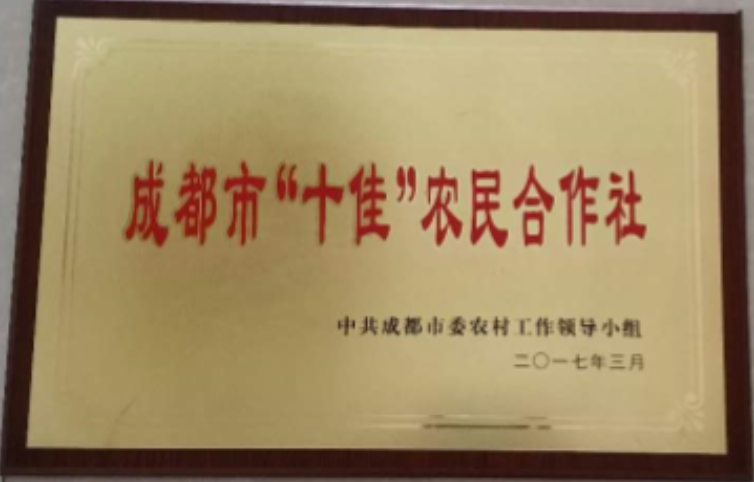 成都市“十佳”农民合作社
中共成都市委农村工作领导小组
二〇一七年三月